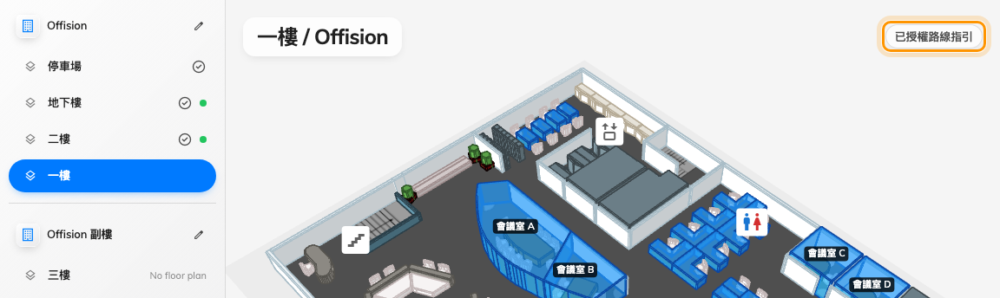 Offision
停車場
地下樓
二樓
一樓
Offision 副樓
三樓 No floor plan
一樓 / Offision
已授權路線指引
會議室 A
會議室 B
會議室 C
會議室 D